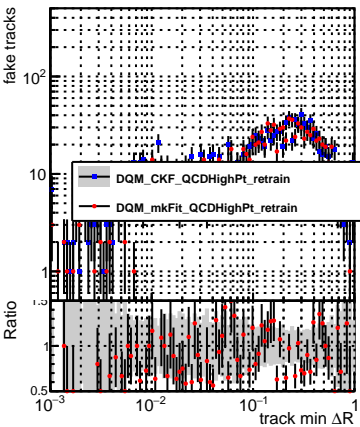 fake tracks
10²
10
1
DQM_CKF_QCDHighPt_retrain
DQM_mkFit_QCDHighPt_retrain
Ratio
1.5
1
0.5
10⁻³
10⁻²
10⁻¹
1
track min ΔR